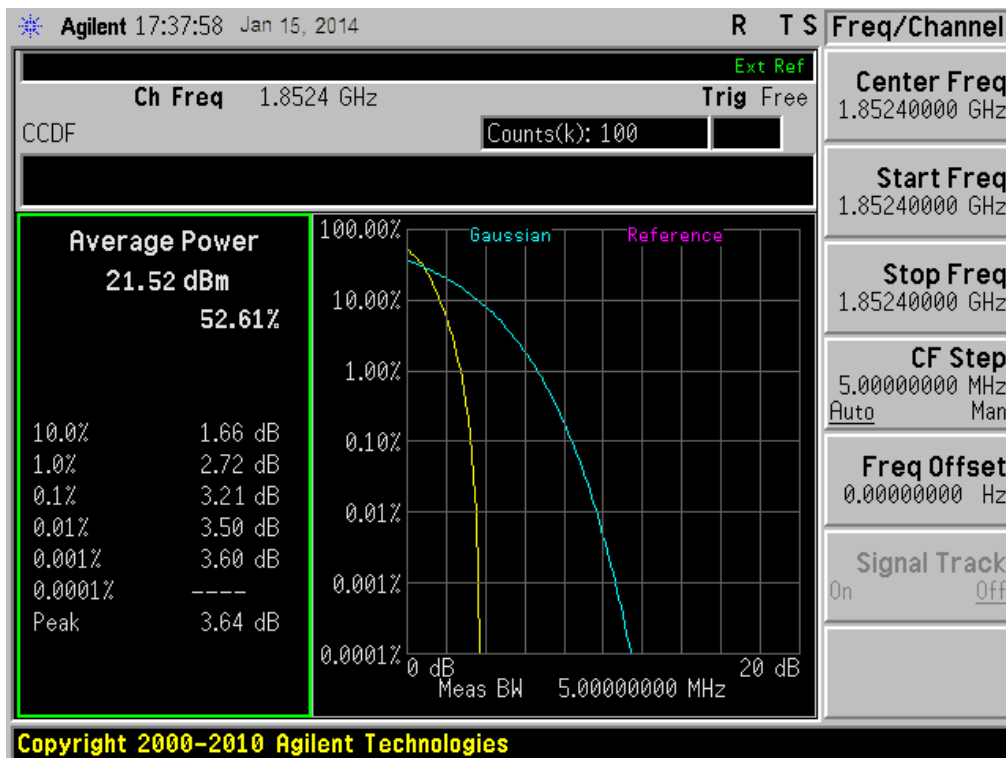 Agilent 17:37:58 Jan 15, 2014 R T S
Ext Ref
Ch Freq 1.8524 GHz Trig Free
CCDF Counts(k): 100
Average Power
21.52 dBm
52.61%
10.0% 1.66 dB
1.0% 2.72 dB
0.1% 3.21 dB
0.01% 3.50 dB
0.001% 3.60 dB
0.0001% ----
Peak 3.64 dB
Gaussian Reference
100.00%
10.00%
1.00%
0.10%
0.01%
0.001%
0.0001%
0 dB 20 dB
Meas BW 5.00000000 MHz
Freq/Channel
Center Freq
1.85240000 GHz
Start Freq
1.85240000 GHz
Stop Freq
1.85240000 GHz
CF Step
5.00000000 MHz
Auto Man
Freq Offset
0.00000000 Hz
Signal Track
On Off
Copyright 2000-2010 Agilent Technologies